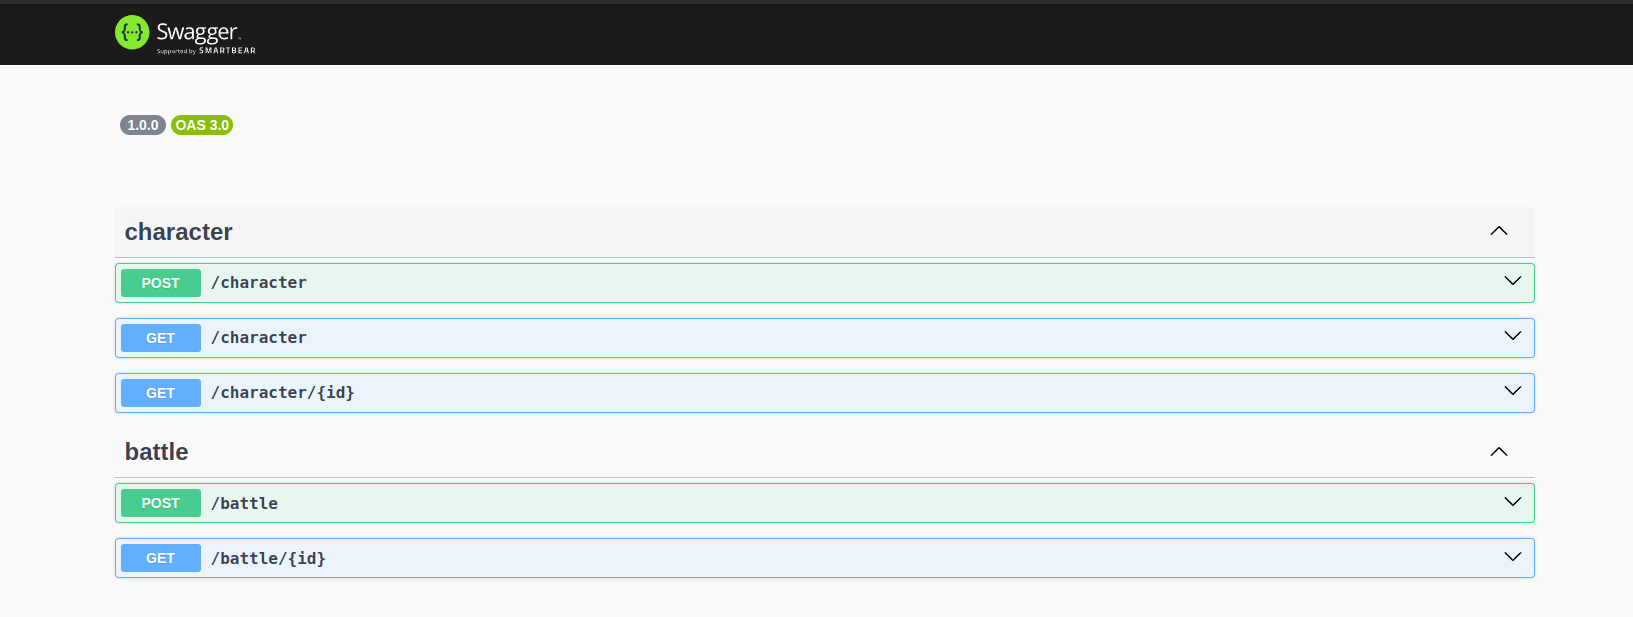 Swagger
Supported by SMARTBEAR
1.0.0 OAS 3.0
character
POST /character
GET /character
GET /character/{id}
battle
POST /battle
GET /battle/{id}